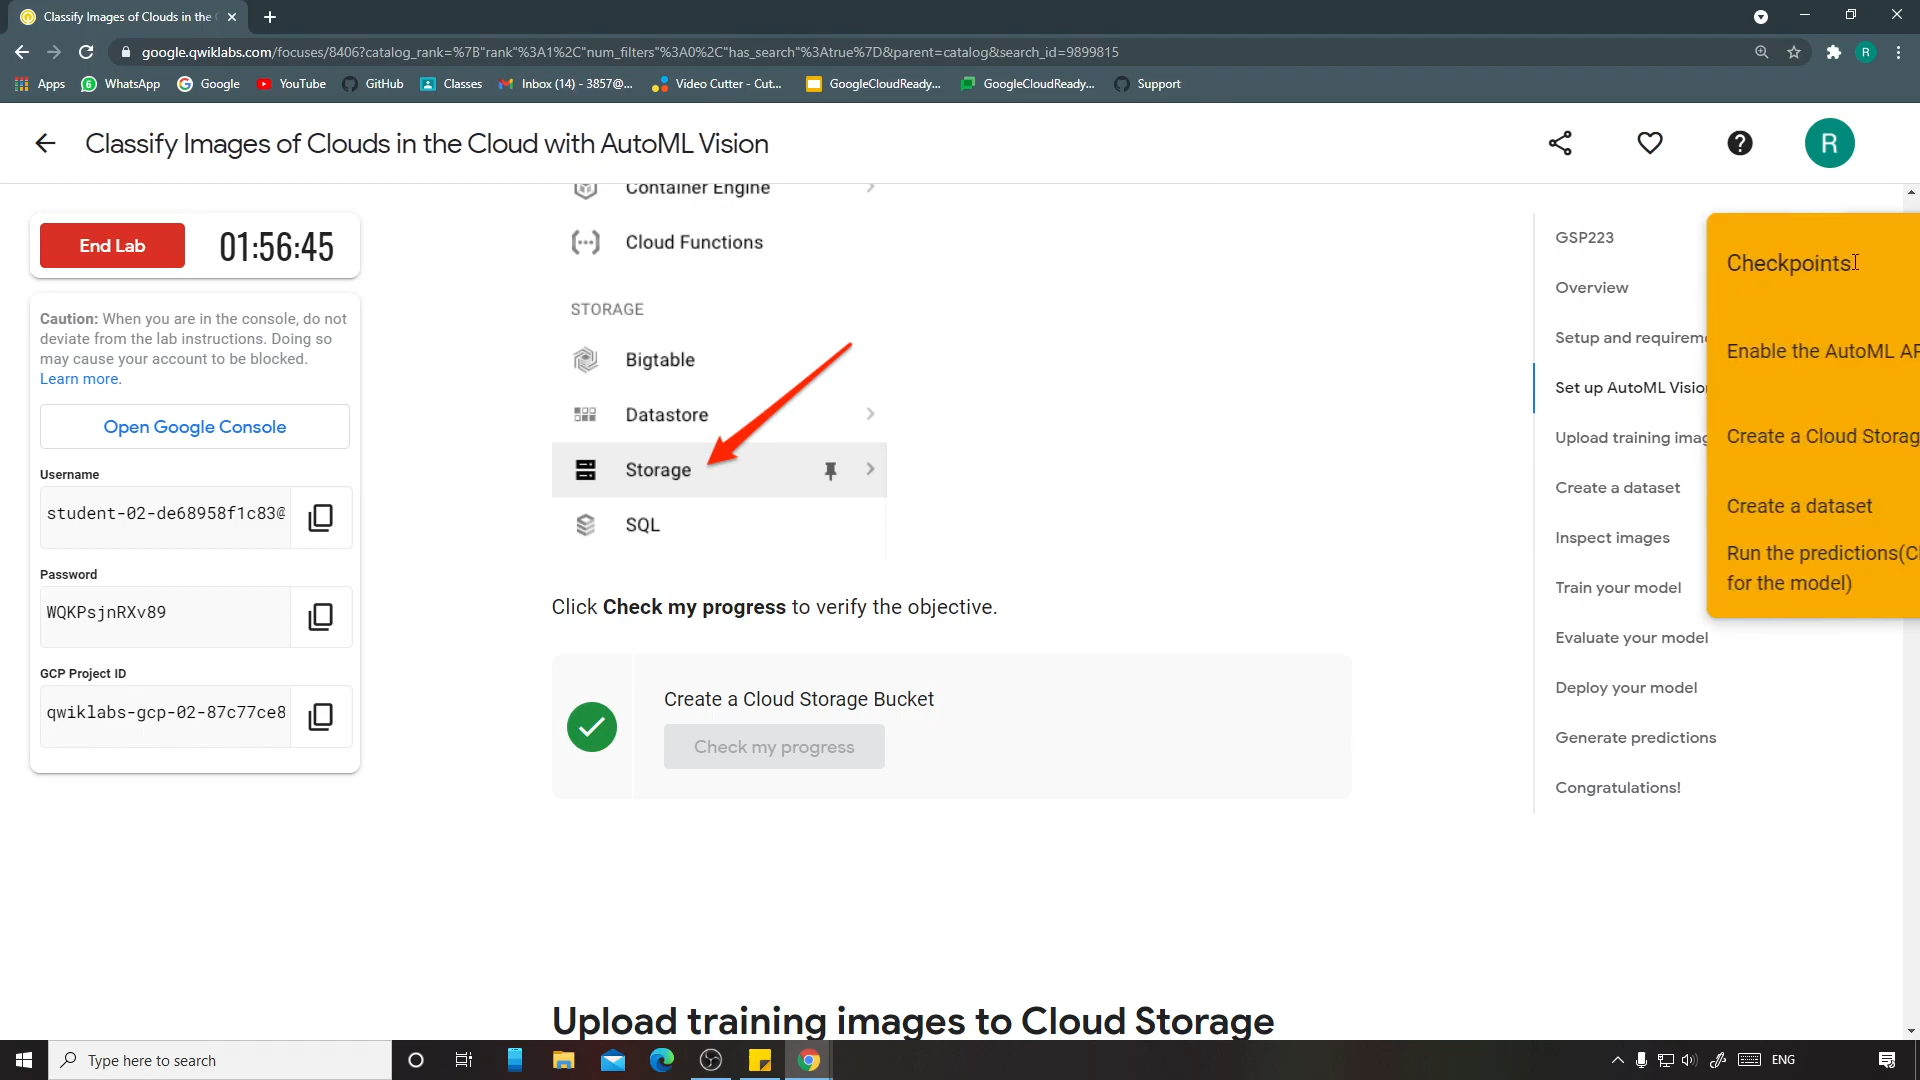 Classify Images of Clouds in the
google.qwiklabs.com/focuses/8406?catalog_rank=%7B"rank"%3A1%2C"num_filters"%3A0%2C"has_search"%3Atrue%7D&parent=catalog&search_id=9899815
R
Apps
WhatsApp
Google
YouTube
GitHub
Classes
Inbox (14) - 3857@...
Video Cutter - Cut...
GoogleCloudReady...
GoogleCloudReady...
Support
Classify Images of Clouds in the Cloud with AutoML Vision
R
End Lab
01:56:45
Caution: When you are in the console, do not
deviate from the lab instructions. Doing so
may cause your account to be blocked.
Learn more.
Open Google Console
Username
student-02-de68958f1c83@
Password
WQKPsjnRXv89
GCP Project ID
qwiklabs-gcp-02-87c77ce8
Container Engine
Cloud Functions
STORAGE
Bigtable
Datastore
Storage
SQL
Click Check my progress to verify the objective.
Create a Cloud Storage Bucket
Check my progress
Upload training images to Cloud Storage
GSP223
Overview
Setup and requirem
Set up AutoML Vision
Upload training imag
Create a dataset
Inspect images
Train your model
Evaluate your model
Deploy your model
Generate predictions
Congratulations!
Checkpoints
Enable the AutoML AP
Create a Cloud Storag
Create a dataset
Run the predictions(C
for the model)
Type here to search
ENG